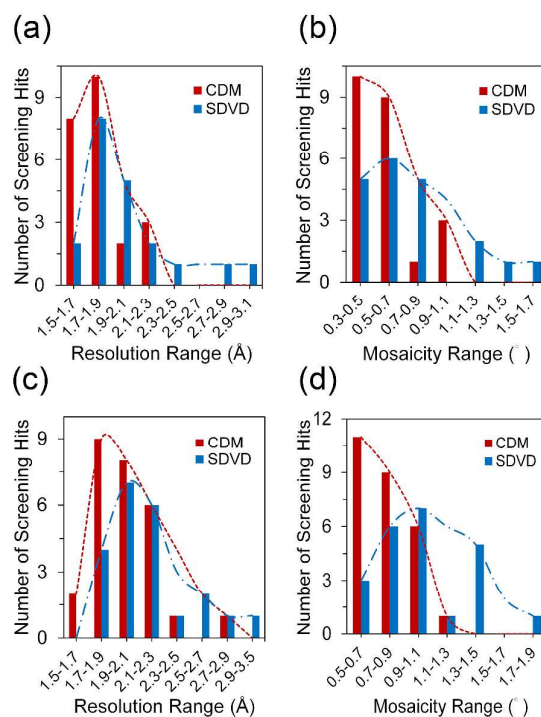 (a)
Number of Screening Hits
9
6
3
0
CDM
SDVD
1.5-1.7
1.7-1.9
1.9-2.1
2.1-2.3
2.3-2.5
2.5-2.7
2.7-2.9
2.9-3.1
Resolution Range (Å)
(b)
Number of Screening Hits
9
6
3
0
CDM
SDVD
0.3-0.5
0.5-0.7
0.7-0.9
0.9-1.1
1.1-1.3
1.3-1.5
1.5-1.7
Mosaicity Range (°)
(c)
Number of Screening Hits
9
6
3
0
CDM
SDVD
1.5-1.7
1.7-1.9
1.9-2.1
2.1-2.3
2.3-2.5
2.5-2.7
2.7-2.9
2.9-3.5
Resolution Range (Å)
(d)
Number of Screening Hits
12
9
6
3
0
CDM
SDVD
0.5-0.7
0.7-0.9
0.9-1.1
1.1-1.3
1.3-1.5
1.5-1.7
1.7-1.9
Mosaicity Range (°)